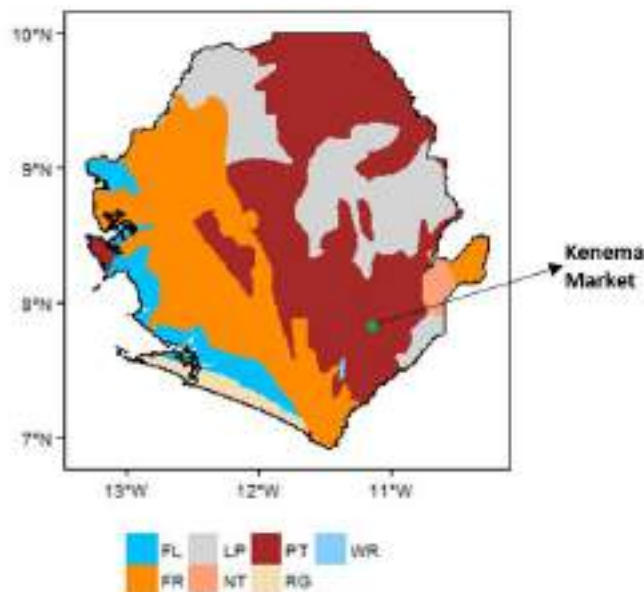 10°N
9°N
8°N
7°N
13°W
12°W
11°W
Kenema
Market
FL LP PT WR
FR NT RG